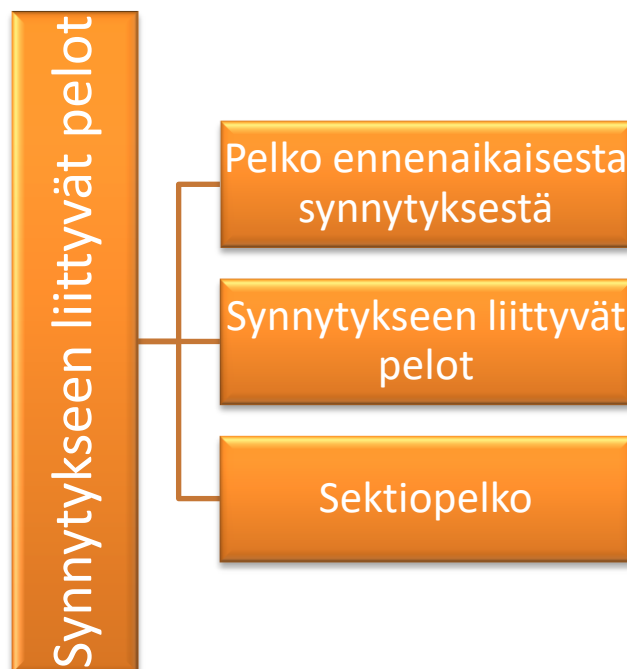 Synnytykseen liittyvät pelot
Pelko ennenaikaisesta
synnytyksestä
Synnytykseen liittyvät
pelot
Sektiopelko